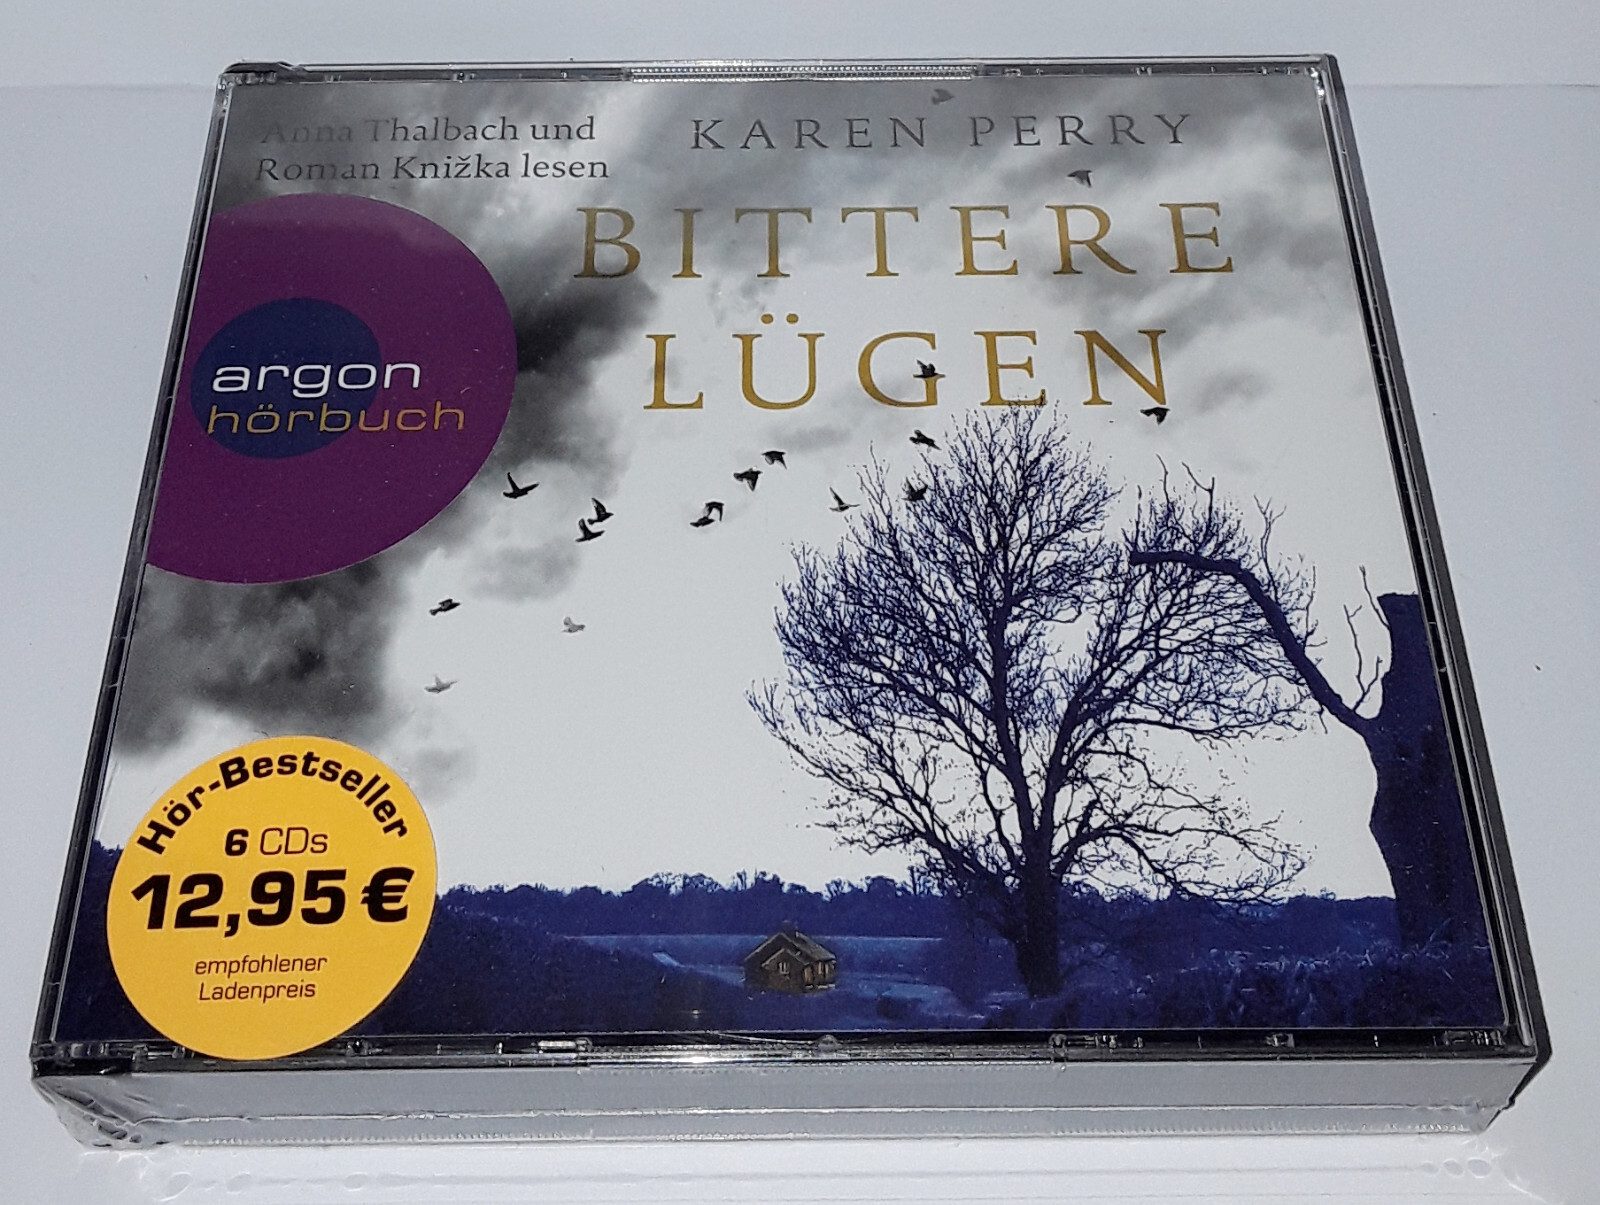 Anna Thalbach und
Roman Knižka lesen
KAREN PERRY
BITTERE
LÜGEN
argon
hörbuch
Hör-Bestseller
6 CDs
12,95 €
empfohlener
Ladenpreis